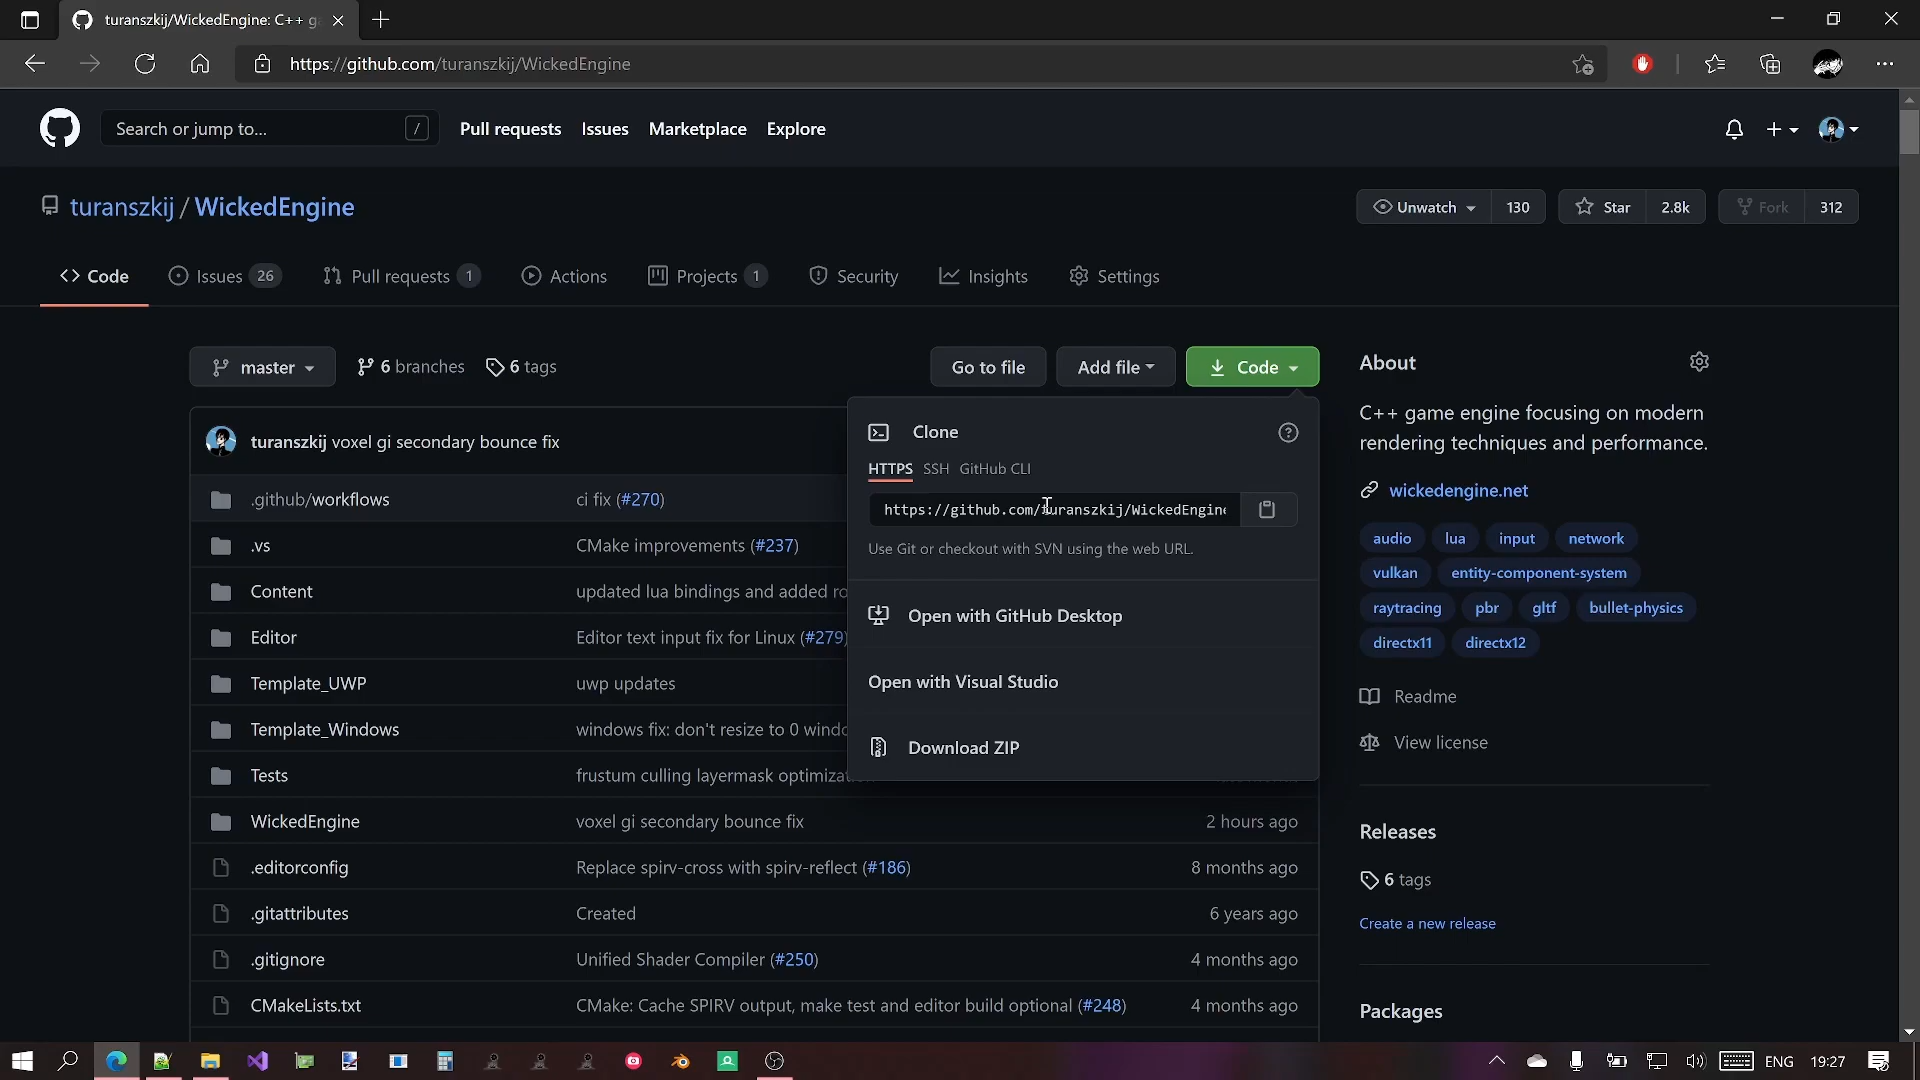 turanszkij/WickedEngine: C++ ga
https://github.com/turanszkij/WickedEngine
Search or jump to... /
Pull requests Issues Marketplace Explore
turanszkij / WickedEngine
Unwatch 130 Star 2.8k Fork 312
<> Code Issues 26 Pull requests 1 Actions Projects 1 Security Insights Settings
master 6 branches 6 tags Go to file Add file Code
turanszkij voxel gi secondary bounce fix
.github/workflows ci fix (#270)
.vs CMake improvements (#237)
Content updated lua bindings and added ro
Editor Editor text input fix for Linux (#279)
Template_UWP uwp updates
Template_Windows windows fix: don't resize to 0 windo
Tests frustum culling layermask optimizat
WickedEngine voxel gi secondary bounce fix 2 hours ago
.editorconfig Replace spirv-cross with spirv-reflect (#186) 8 months ago
.gitattributes Created 6 years ago
.gitignore Unified Shader Compiler (#250) 4 months ago
CMakeLists.txt CMake: Cache SPIRV output, make test and editor build optional (#248) 4 months ago
Clone
HTTPS SSH GitHub CLI
https://github.com/turanszkij/WickedEngine
Use Git or checkout with SVN using the web URL.
Open with GitHub Desktop
Open with Visual Studio
Download ZIP
About
C++ game engine focusing on modern
rendering techniques and performance.
wickedengine.net
audio lua input network
vulkan entity-component-system
raytracing pbr gltf bullet-physics
directx11 directx12
Readme
View license
Releases
6 tags
Create a new release
Packages
ENG 19:27